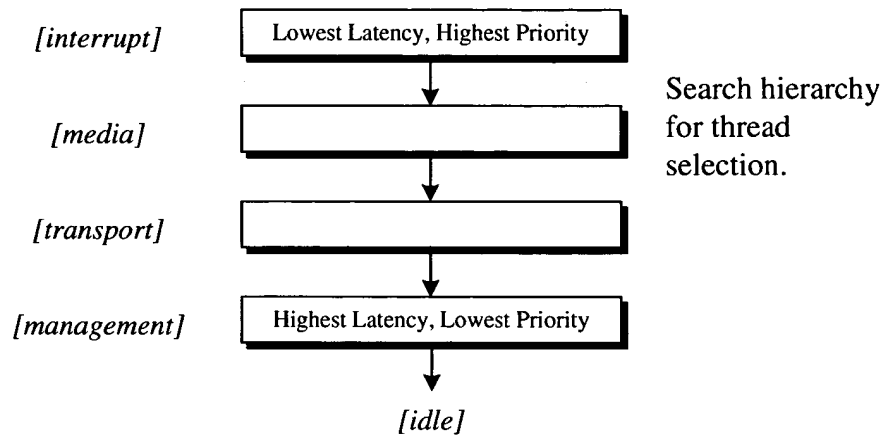 [interrupt]
Lowest Latency, Highest Priority
Search hierarchy
for thread
selection.
[media]
[transport]
[management]
Highest Latency, Lowest Priority
[idle]